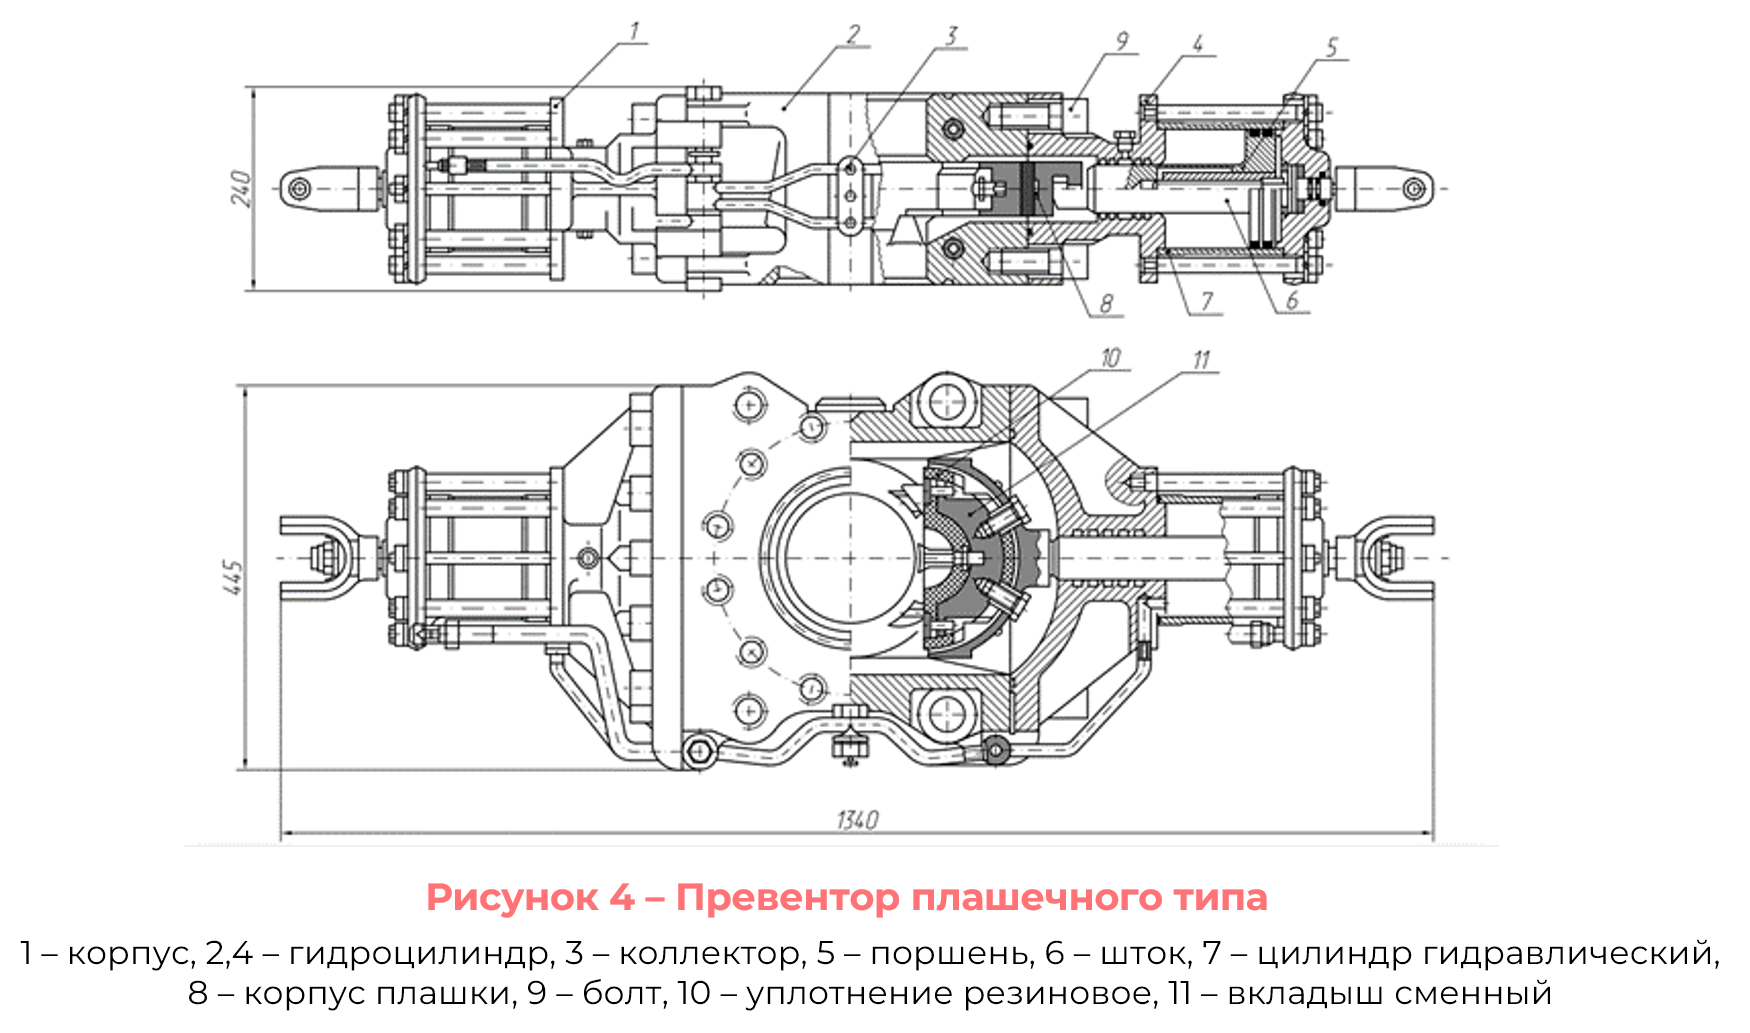 1 2 3 9 4 5
240
8 7 6
10 11
445
1340
Рисунок 4 – Превентор плашечного типа
1 – корпус, 2,4 – гидроцилиндр, 3 – коллектор, 5 – поршень, 6 – шток, 7 – цилиндр гидравлический,
8 – корпус плашки, 9 – болт, 10 – уплотнение резиновое, 11 – вкладыш сменный